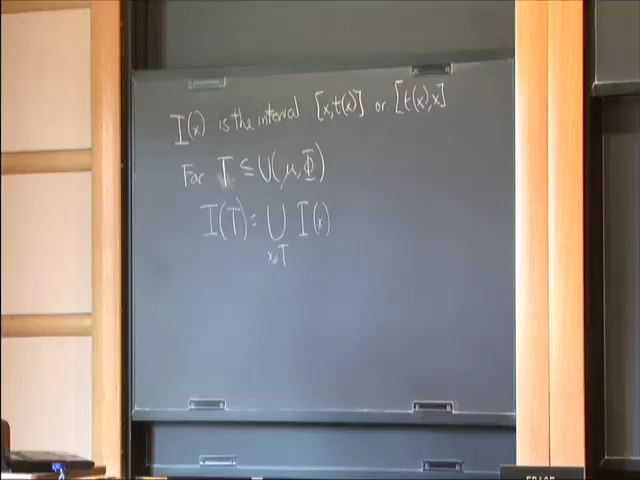 I(x) is the interval [x,t(x)] or [t(x),x]
For T ⊆ U(μ,Φ)
I(T) = ⋃ I(x)
x∈T